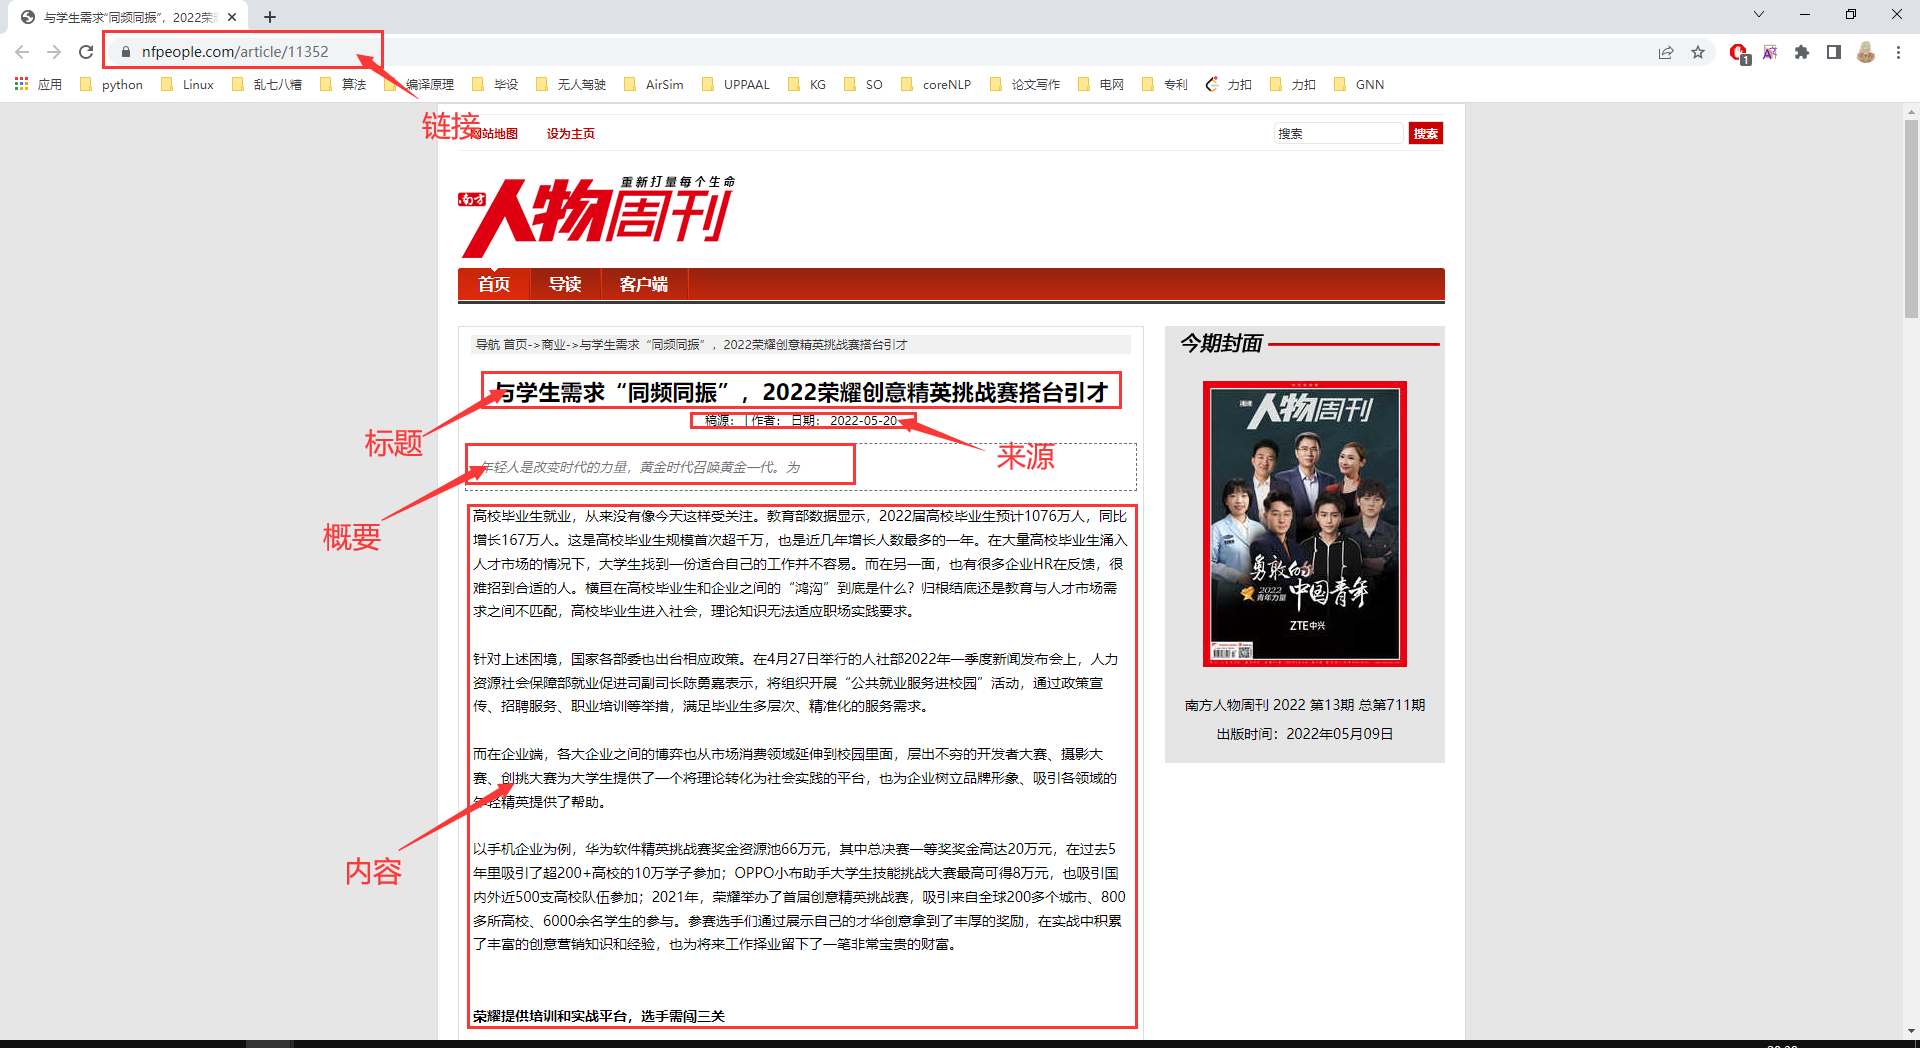 与学生需求“同频同振”，2022荣
nfpeople.com/article/11352
1
应用 python Linux 乱七八糟 算法 编译原理 毕设 无人驾驶 AirSim UPPAAL KG SO coreNLP 论文写作 电网 专利 力扣 力扣 GNN
链接
网站地图 设为主页
搜索 搜索
重新打量每个生命
南方
人物周刊
首页 导读 客户端
导航 首页->商业->与学生需求“同频同振”，2022荣耀创意精英挑战赛搭台引才
与学生需求“同频同振”，2022荣耀创意精英挑战赛搭台引才
稿源： | 作者： 日期： 2022-05-20
标题
来源
年轻人是改变时代的力量，黄金时代召唤黄金一代。为
概要
高校毕业生就业，从来没有像今天这样受关注。教育部数据显示，2022届高校毕业生预计1076万人，同比
增长167万人。这是高校毕业生规模首次超千万，也是近几年增长人数最多的一年。在大量高校毕业生涌入
人才市场的情况下，大学生找到一份适合自己的工作并不容易。而在另一面，也有很多企业HR在反馈，很
难招到合适的人。横亘在高校毕业生和企业之间的“鸿沟”到底是什么？归根结底还是教育与人才市场需
求之间不匹配，高校毕业生进入社会，理论知识无法适应职场实践要求。
针对上述困境，国家各部委也出台相应政策。在4月27日举行的人社部2022年一季度新闻发布会上，人力
资源社会保障部就业促进司副司长陈勇嘉表示，将组织开展“公共就业服务进校园”活动，通过政策宣
传、招聘服务、职业培训等举措，满足毕业生多层次、精准化的服务需求。
而在企业端，各大企业之间的博弈也从市场消费领域延伸到校园里面，层出不穷的开发者大赛、摄影大
赛、创挑大赛为大学生提供了一个将理论转化为社会实践的平台，也为企业树立品牌形象、吸引各领域的
年轻精英提供了帮助。
内容
以手机企业为例，华为软件精英挑战赛奖金资源池66万元，其中总决赛一等奖奖金高达20万元，在过去5
年里吸引了超200+高校的10万学子参加；OPPO小布助手大学生技能挑战大赛最高可得8万元，也吸引国
内外近500支高校队伍参加；2021年，荣耀举办了首届创意精英挑战赛，吸引来自全球200多个城市、800
多所高校、6000余名学生的参与。参赛选手们通过展示自己的才华创意拿到了丰厚的奖励，在实战中积累
了丰富的创意营销知识和经验，也为将来工作择业留下了一笔非常宝贵的财富。
荣耀提供培训和实战平台，选手需闯三关
今期封面
人物周刊
勇敢的
2022
青年力量
中国青年
ZTE中兴
南方人物周刊 2022 第13期 总第711期
出版时间：2022年05月09日